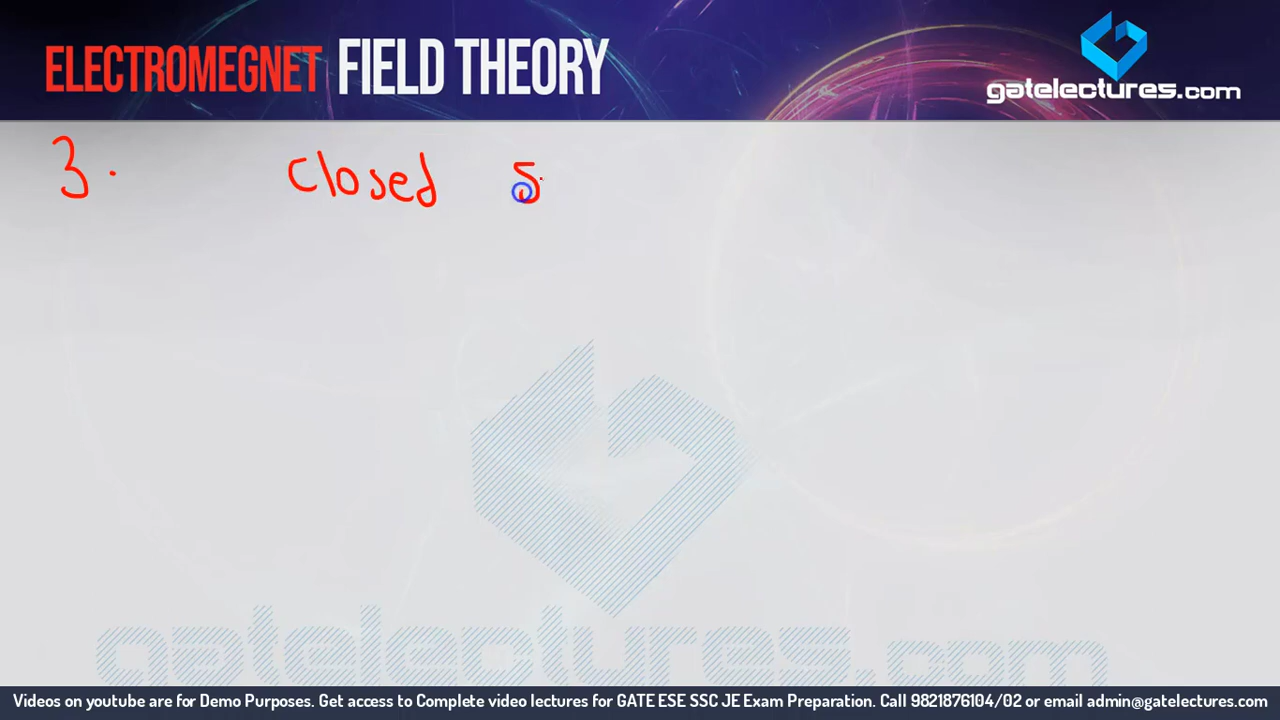 ELECTROMEGNET FIELD THEORY
gatelectures.com
3. Closed S
gatelectures.com
Videos on youtube are for Demo Purposes. Get access to Complete video lectures for GATE ESE SSC JE Exam Preparation. Call 9821876104/02 or email admin@gatelectures.com